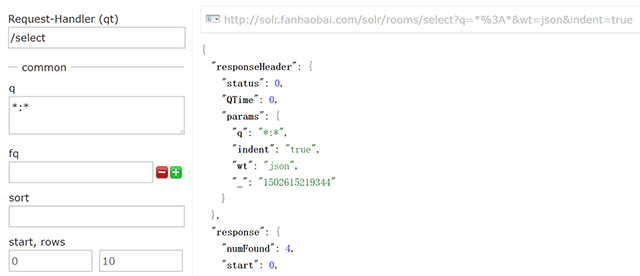 Request-Handler (qt)
/select
common
q
*:*
fq
sort
start, rows
0 10
http://solr.fanhaobai.com/solr/rooms/select?q=*%3A*&wt=json&indent=true
{
"responseHeader": {
"status": 0,
"QTime": 0,
"params": {
"q": "*:*",
"indent": "true",
"wt": "json",
"_": "1502615219344"
}
},
"response": {
"numFound": 4,
"start": 0,